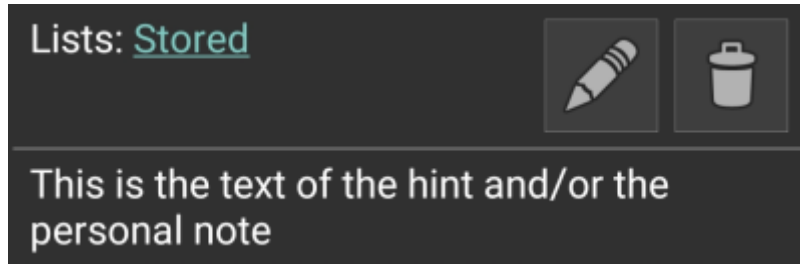 Lists: Stored
This is the text of the hint and/or the
personal note